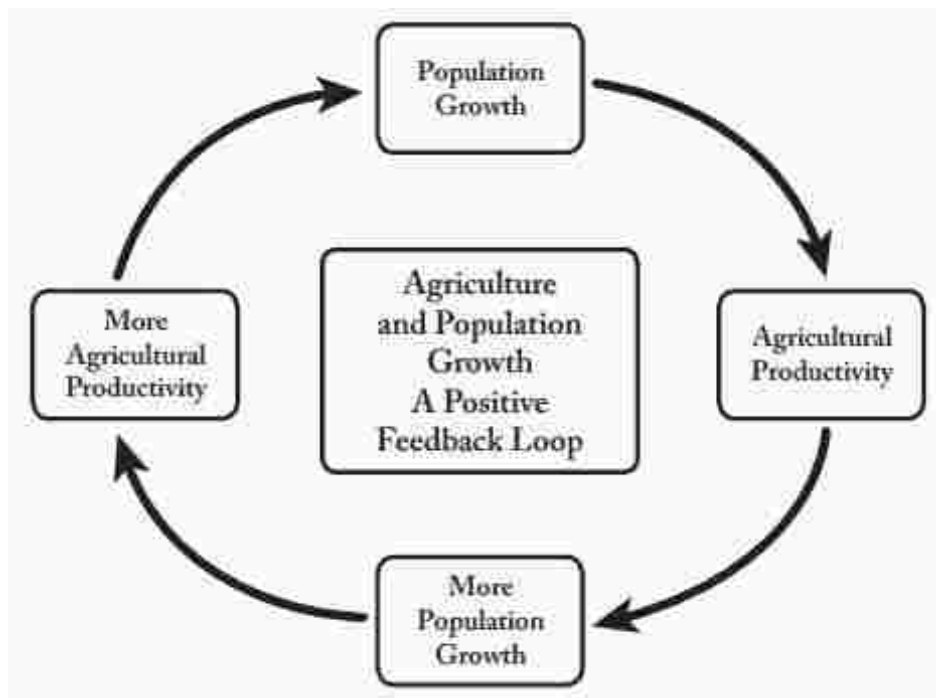 Population
Growth
Agriculture
and Population
Growth
A Positive
Feedback Loop
More
Agricultural
Productivity
Agricultural
Productivity
More
Population
Growth